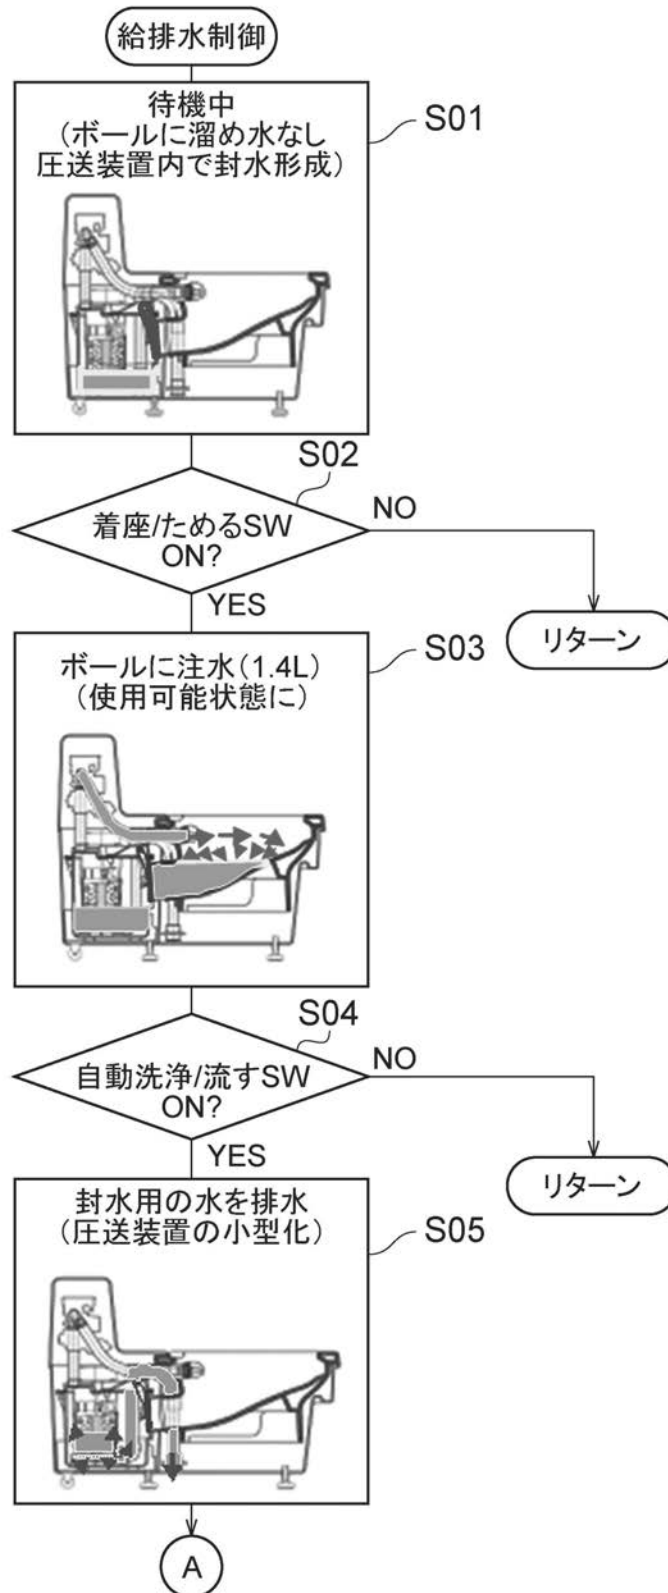 給排水制御
待機中
(ボールに溜め水なし
圧送装置内で封水形成)
S01
S02
着座/ためるSW
ON?
NO
YES
リターン
ボールに注水(1.4L)
(使用可能状態に)
S03
S04
自動洗浄/流すSW
ON?
NO
YES
リターン
封水用の水を排水
(圧送装置の小型化)
S05
A